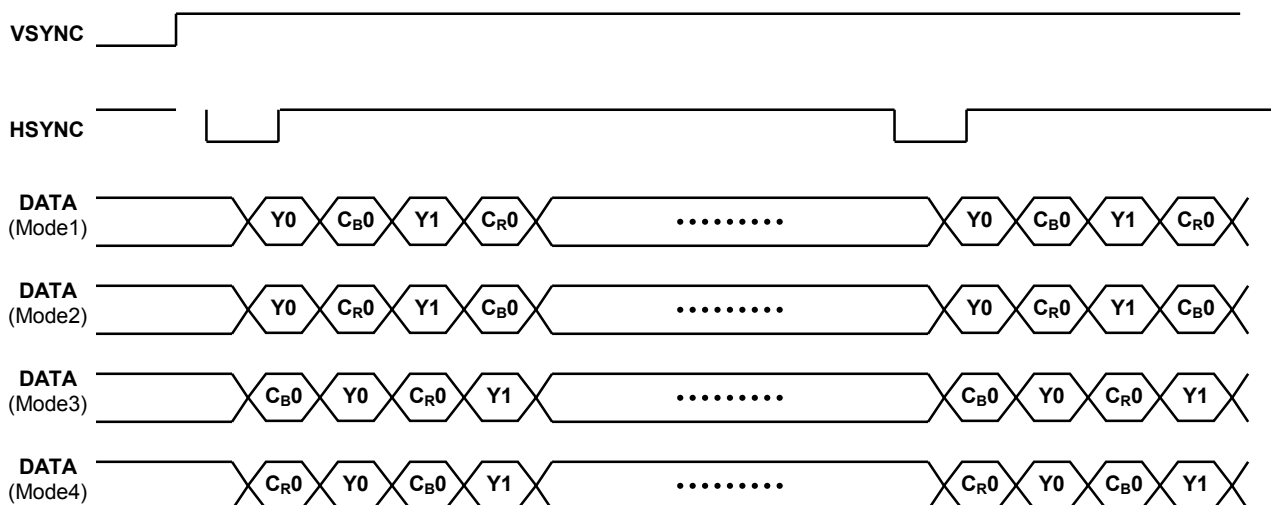 VSYNC
HSYNC
DATA
(Mode1)
Y0 CB0 Y1 CR0 ········· Y0 CB0 Y1 CR0
DATA
(Mode2)
Y0 CR0 Y1 CB0 ········· Y0 CR0 Y1 CB0
DATA
(Mode3)
CB0 Y0 CR0 Y1 ········· CB0 Y0 CR0 Y1
DATA
(Mode4)
CR0 Y0 CB0 Y1 ········· CR0 Y0 CB0 Y1